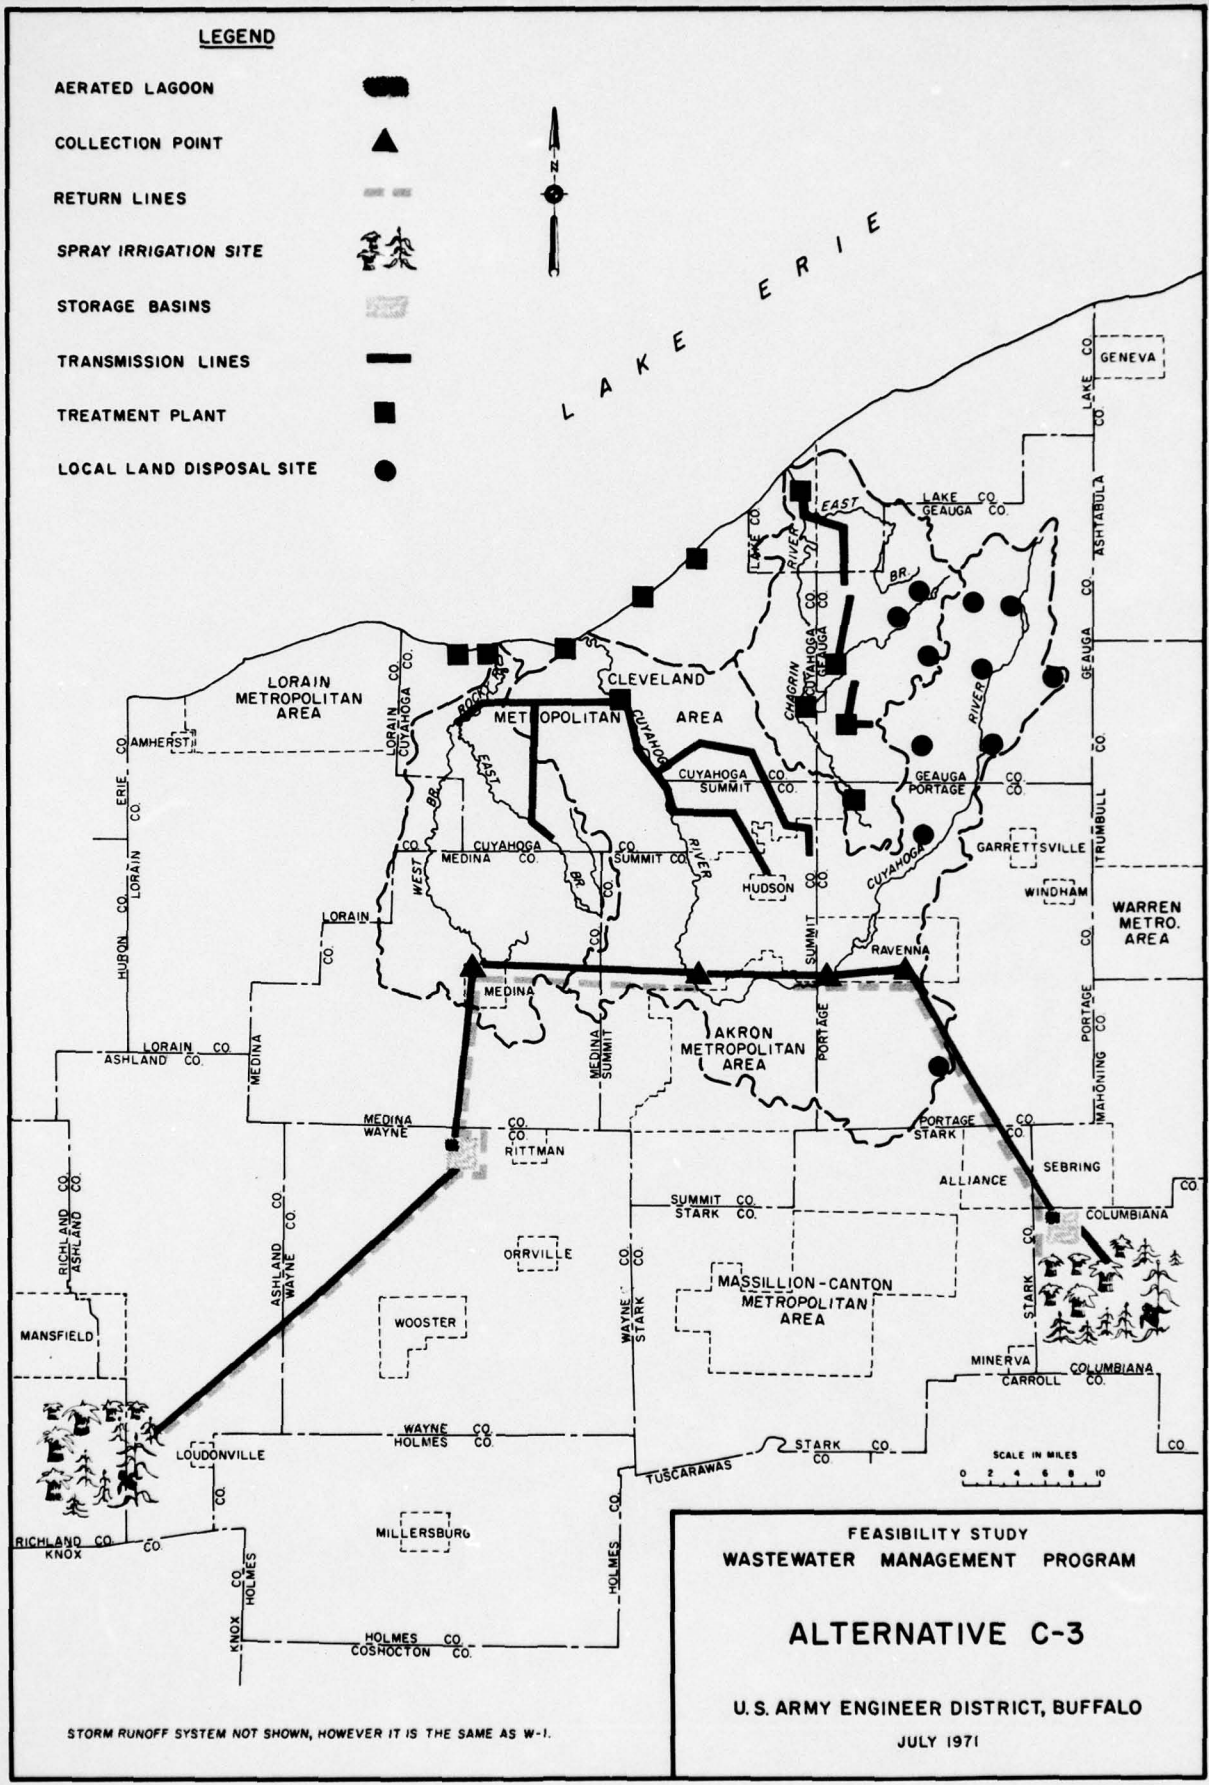 LEGEND
AERATED LAGOON
COLLECTION POINT
RETURN LINES
SPRAY IRRIGATION SITE
STORAGE BASINS
TRANSMISSION LINES
TREATMENT PLANT
LOCAL LAND DISPOSAL SITE
N
LAKE ERIE
GENEVA
LAKE CO.
ASHTABULA CO.
LAKE CO.
GEAUGA CO.
EAST
BR.
LAKE CO.
RIVER
CUYAHOGA CO.
GEAUGA CO.
CHAGRIN
GEAUGA CO.
TRUMBULL CO.
RIVER
LORAIN
METROPOLITAN
AREA
LORAIN CO.
CUYAHOGA CO.
ROCKY R.
CLEVELAND
METROPOLITAN AREA
AMHERST
ERIE CO.
LORAIN CO.
CUYAHOGA
CUYAHOGA CO.
SUMMIT CO.
GEAUGA CO.
PORTAGE CO.
EAST
BR.
WEST
BR.
CO. CUYAHOGA CO.
MEDINA CO.
SUMMIT CO.
RIVER
HUDSON
CUYAHOGA
GARRETTSVILLE
WINDHAM
WARREN
METRO.
AREA
HURON CO.
LORAIN
LORAIN
CO.
CO.
CO.
SUMMIT CO.
PORTAGE CO.
RAVENNA
MEDINA
MEDINA
SUMMIT
AKRON
METROPOLITAN
AREA
PORTAGE CO.
MAHONING CO.
LORAIN CO.
ASHLAND CO.
MEDINA
MEDINA CO.
WAYNE CO.
RITTMAN
PORTAGE CO.
STARK CO.
SEBRING
ALLIANCE
CO.
COLUMBIANA
RICHLAND CO.
ASHLAND CO.
ASHLAND CO.
WAYNE CO.
SUMMIT CO.
STARK CO.
ORRVILLE
WAYNE CO.
STARK CO.
MASSILLION-CANTON
METROPOLITAN
AREA
STARK CO.
MANSFIELD
WOOSTER
MINERVA
COLUMBIANA
CARROLL CO.
WAYNE CO.
HOLMES CO.
LOUDONVILLE
CO.
STARK CO.
CO.
CO.
TUSCARAWAS
SCALE IN MILES
0 2 4 6 8 10
RICHLAND CO.
KNOX CO.
MILLERSBURG
HOLMES CO.
KNOX CO.
HOLMES
HOLMES CO.
COSHOCTON CO.
FEASIBILITY STUDY
WASTEWATER MANAGEMENT PROGRAM
ALTERNATIVE C-3
U.S. ARMY ENGINEER DISTRICT, BUFFALO
JULY 1971
STORM RUNOFF SYSTEM NOT SHOWN, HOWEVER IT IS THE SAME AS W-1.